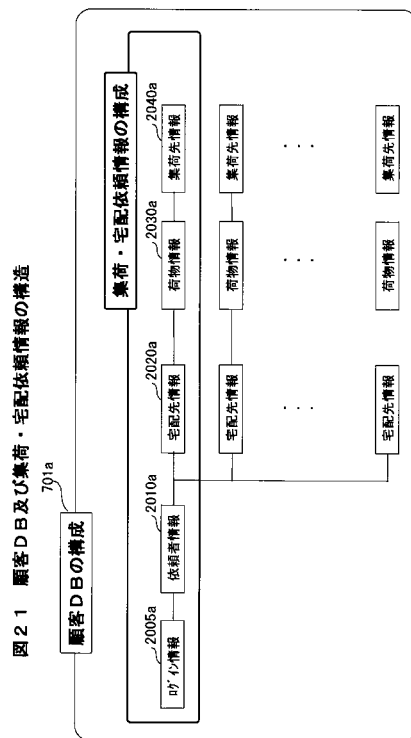 図21 顧客DB及び集荷・宅配依頼情報の構造
701a
顧客DBの構成
集荷・宅配依頼情報の構成
2005a
2010a
2020a
2030a
2040a
ログイン情報
依頼者情報
宅配先情報
荷物情報
集荷先情報
宅配先情報
荷物情報
集荷先情報
・・・
・・・
・・・
宅配先情報
荷物情報
集荷先情報